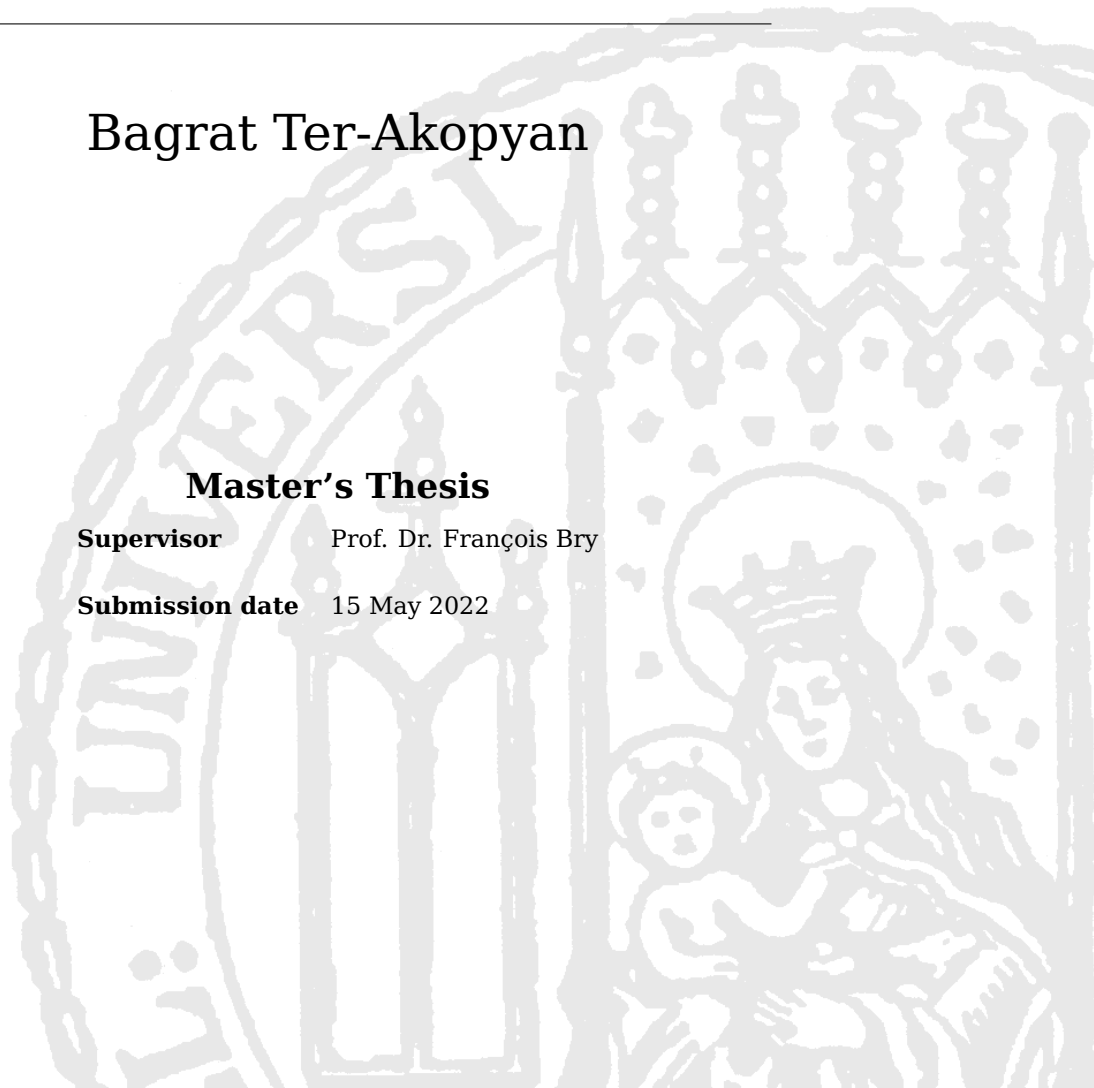 Bagrat Ter-Akopyan
Master’s Thesis
Supervisor Prof. Dr. François Bry
Submission date 15 May 2022
UNIVERSI